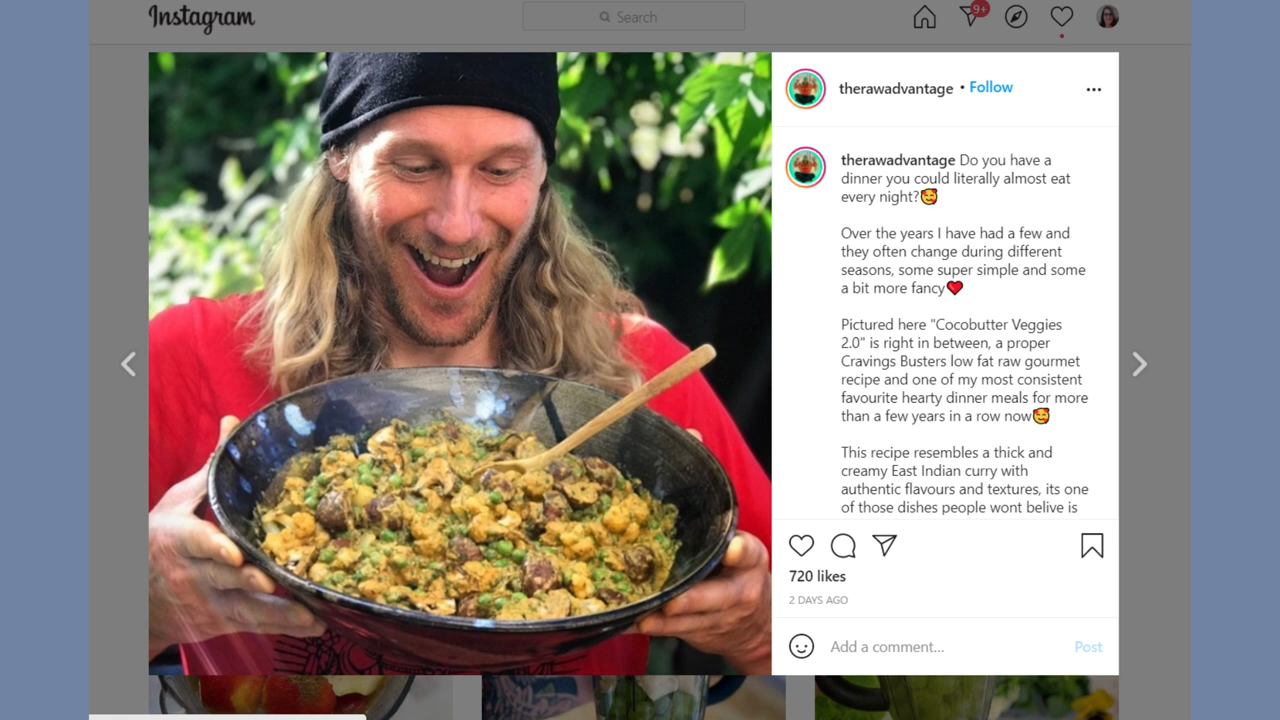 Instagram
Search
9+
therawadvantage • Follow
therawadvantage Do you have a
dinner you could literally almost eat
every night?🥰
Over the years I have had a few and
they often change during different
seasons, some super simple and some
a bit more fancy❤️
Pictured here "Cocobutter Veggies
2.0" is right in between, a proper
Cravings Busters low fat raw gourmet
recipe and one of my most consistent
favourite hearty dinner meals for more
than a few years in a row now🥰
This recipe resembles a thick and
creamy East Indian curry with
authentic flavours and textures, its one
of those dishes people wont belive is
720 likes
2 DAYS AGO
Add a comment...
Post